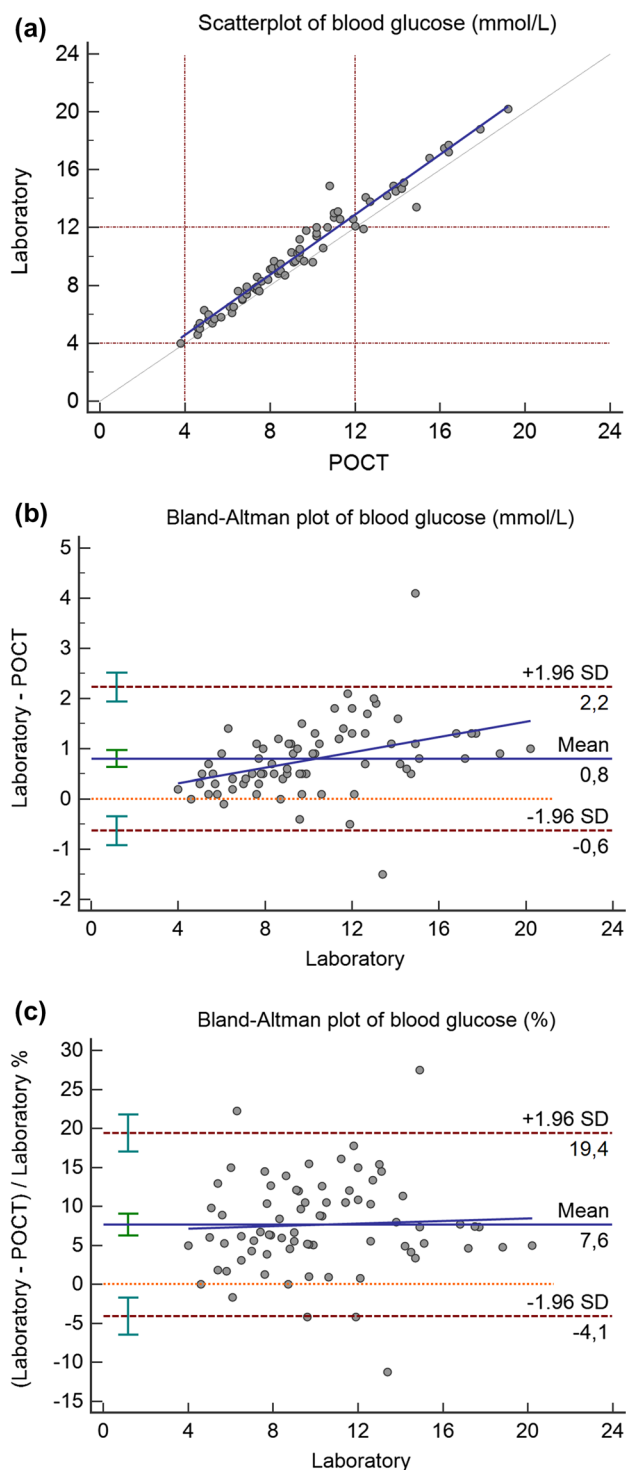 (a)
Scatterplot of blood glucose (mmol/L)
24
20
16
12
8
4
0
Laboratory
0 4 8 12 16 20 24
POCT
(b)
Bland-Altman plot of blood glucose (mmol/L)
5
4
3
2
1
0
-1
-2
Laboratory - POCT
+1.96 SD
2,2
Mean
0,8
-1.96 SD
-0,6
0 4 8 12 16 20 24
Laboratory
(c)
Bland-Altman plot of blood glucose (%)
30
25
20
15
10
5
0
-5
-10
-15
(Laboratory - POCT) / Laboratory %
+1.96 SD
19,4
Mean
7,6
-1.96 SD
-4,1
0 4 8 12 16 20 24
Laboratory